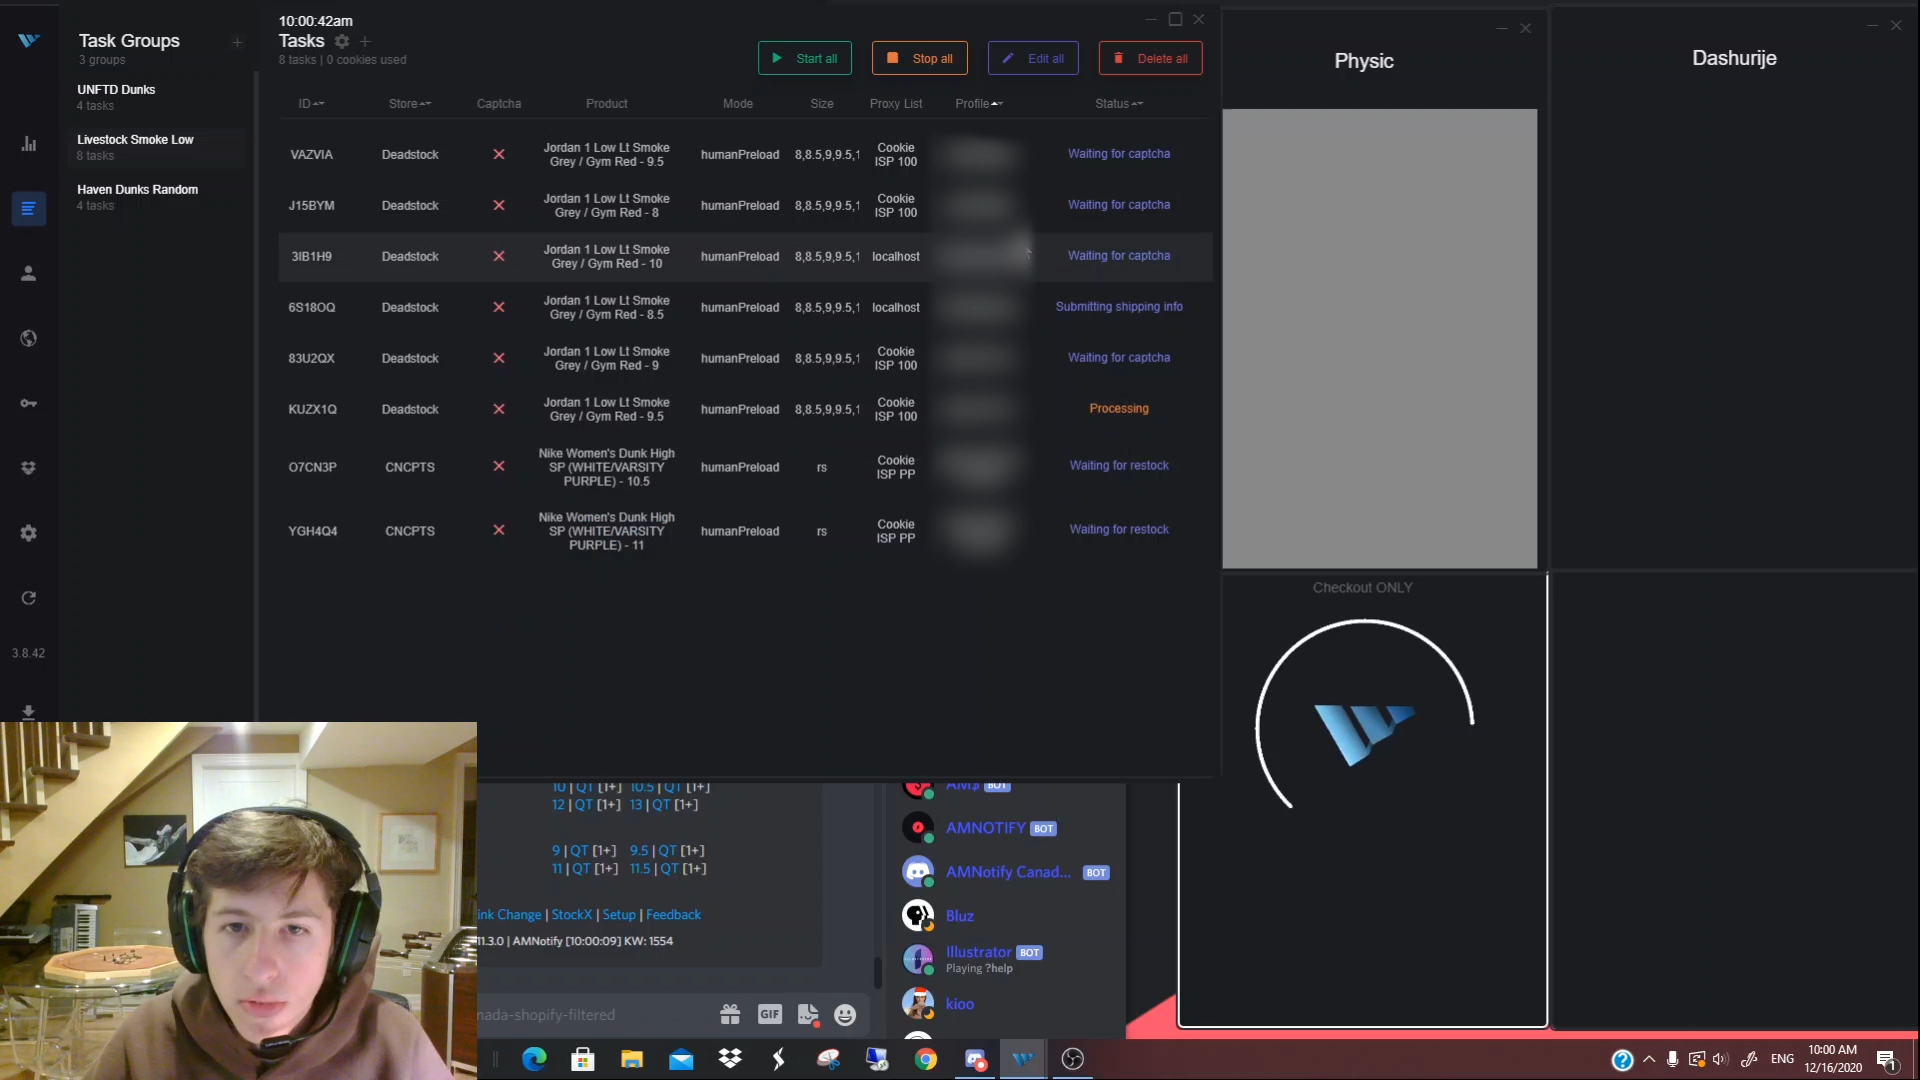 10:00:42am
Task Groups
3 groups
Tasks
8 tasks | 0 cookies used
Start all
Stop all
Edit all
Delete all
Physic
Dashurije
UNFTD Dunks
4 tasks
Livestock Smoke Low
8 tasks
Haven Dunks Random
4 tasks
3.8.42
ID
Store
Captcha
Product
Mode
Size
Proxy List
Profile
Status
VAZVIA
Deadstock
Jordan 1 Low Lt Smoke
Grey / Gym Red - 9.5
humanPreload
8,8.5,9,9.5,1
Cookie
ISP 100
Waiting for captcha
J15BYM
Deadstock
Jordan 1 Low Lt Smoke
Grey / Gym Red - 8
humanPreload
8,8.5,9,9.5,1
Cookie
ISP 100
Waiting for captcha
3IB1H9
Deadstock
Jordan 1 Low Lt Smoke
Grey / Gym Red - 10
humanPreload
8,8.5,9,9.5,1
localhost
Waiting for captcha
6S18OQ
Deadstock
Jordan 1 Low Lt Smoke
Grey / Gym Red - 8.5
humanPreload
8,8.5,9,9.5,1
localhost
Submitting shipping info
83U2QX
Deadstock
Jordan 1 Low Lt Smoke
Grey / Gym Red - 9
humanPreload
8,8.5,9,9.5,1
Cookie
ISP 100
Waiting for captcha
KUZX1Q
Deadstock
Jordan 1 Low Lt Smoke
Grey / Gym Red - 9.5
humanPreload
8,8.5,9,9.5,1
Cookie
ISP 100
Processing
O7CN3P
CNCPTS
Nike Women's Dunk High
SP (WHITE/VARSITY
PURPLE) - 10.5
humanPreload
rs
Cookie
ISP PP
Waiting for restock
YGH4Q4
CNCPTS
Nike Women's Dunk High
SP (WHITE/VARSITY
PURPLE) - 11
humanPreload
rs
Cookie
ISP PP
Waiting for restock
Checkout ONLY
10 | QT [1+] 10.5 | QT [1+]
12 | QT [1+] 13 | QT [1+]
9 | QT [1+] 9.5 | QT [1+]
11 | QT [1+] 11.5 | QT [1+]
ink Change | StockX | Setup | Feedback
11.3.0 | AMNotify [10:00:09] KW: 1554
nada-shopify-filtered
GIF
AM$ BOT
AMNOTIFY BOT
AMNotify Canad... BOT
Bluz
Illustrator BOT
Playing ?help
kioo
ENG
10:00 AM
12/16/2020
1